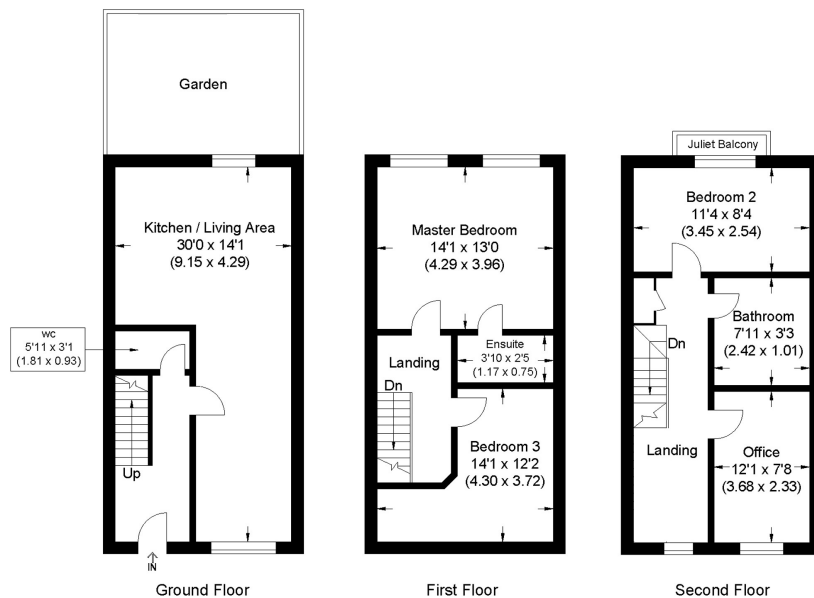 Garden
Kitchen / Living Area
30'0 x 14'1
(9.15 x 4.29)
wc
5'11 x 3'1
(1.81 x 0.93)
Up
IN
Ground Floor
Master Bedroom
14'1 x 13'0
(4.29 x 3.96)
Ensuite
3'10 x 2'5
(1.17 x 0.75)
Landing
Dn
Bedroom 3
14'1 x 12'2
(4.30 x 3.72)
First Floor
Juliet Balcony
Bedroom 2
11'4 x 8'4
(3.45 x 2.54)
Bathroom
7'11 x 3'3
(2.42 x 1.01)
Dn
Landing
Office
12'1 x 7'8
(3.68 x 2.33)
Second Floor